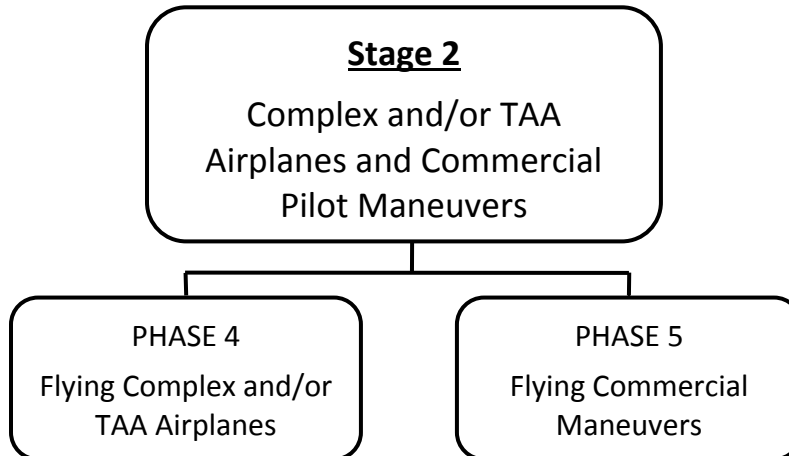 Stage 2
Complex and/or TAA
Airplanes and Commercial
Pilot Maneuvers
PHASE 4
Flying Complex and/or
TAA Airplanes
PHASE 5
Flying Commercial
Maneuvers